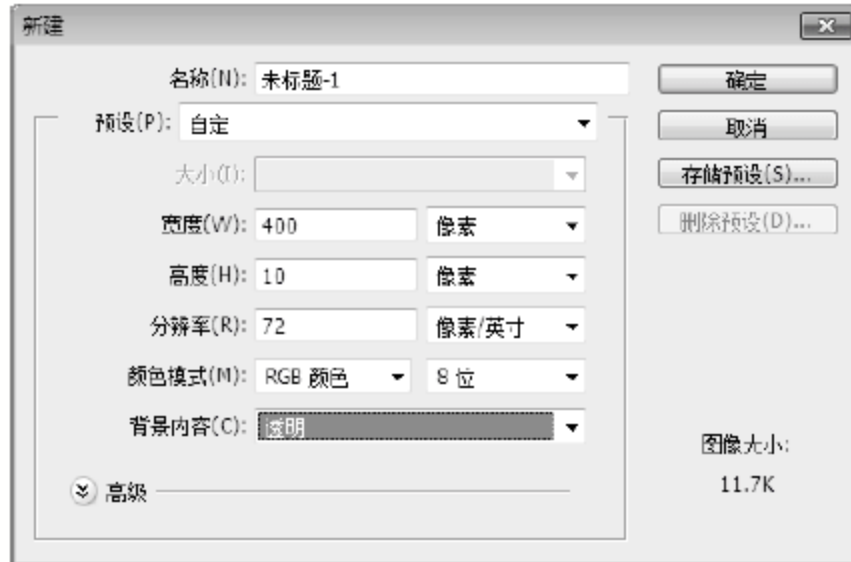 新建
名称(N): 未标题-1 确定
预设(P): 自定 取消
大小(I): 存储预设(S)...
宽度(W): 400 像素 删除预设(D)...
高度(H): 10 像素
分辨率(R): 72 像素/英寸
颜色模式(M): RGB 颜色 8 位
背景内容(C): 透明
图像大小:
高级 11.7K